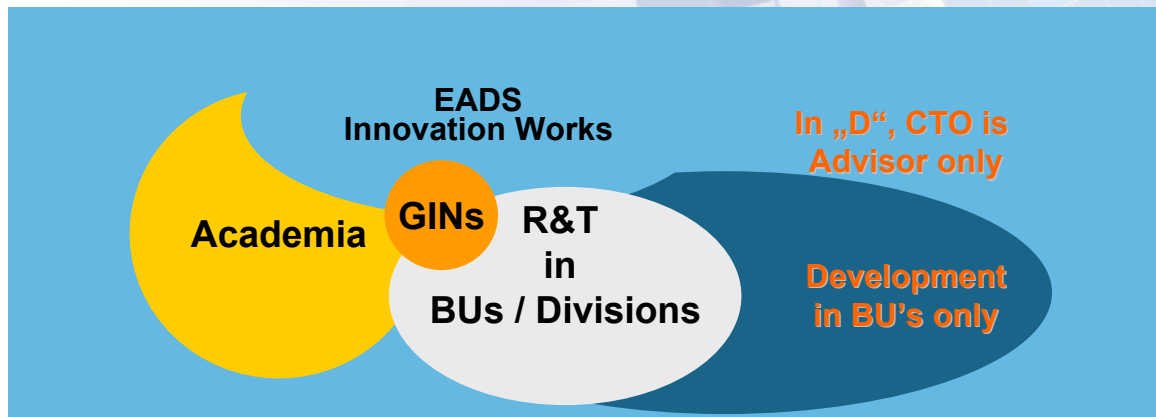 EADS
Innovation Works
In „D“, CTO is
Advisor only
Academia
GINs
R&T
in
BUs / Divisions
Development
in BU's only